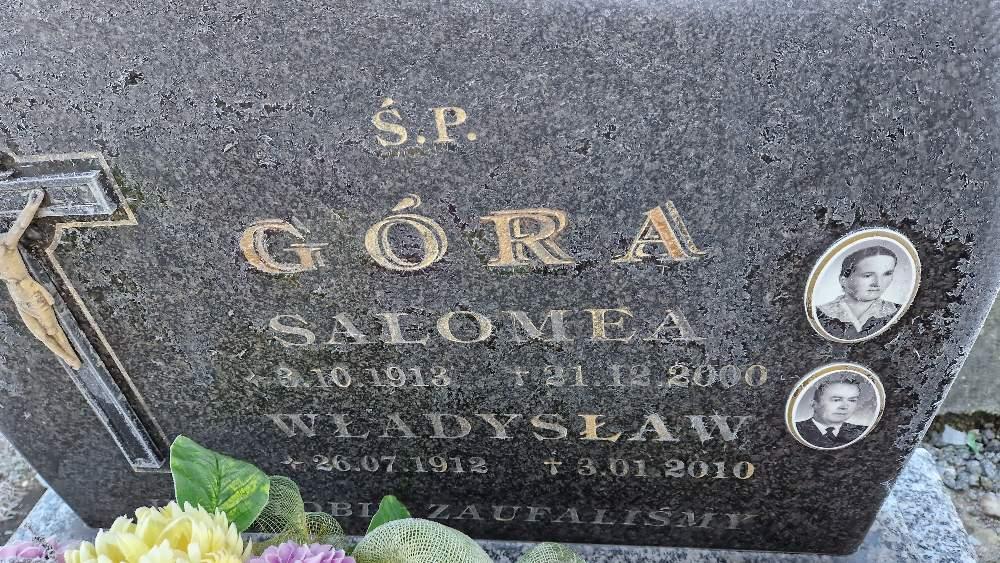 Ś.P.
GÓRA
SALOMEA
* 3.10.1913 † 21.12.2000
WŁADYSŁAW
* 26.07.1912 † 3.01.2010
ZAUFALIŚMY